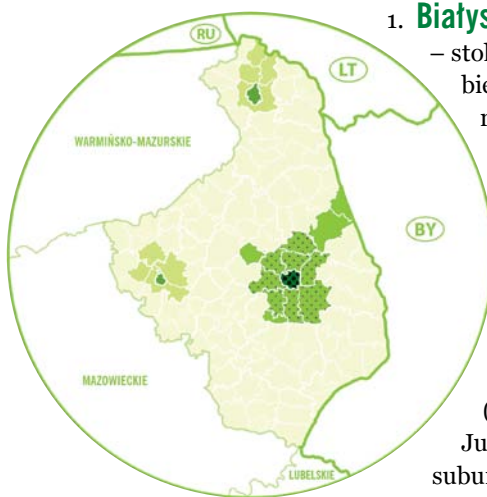 1. Białys
– stol
bie
RU
LT
WARMIŃSKO-MAZURSKIE
BY
MAZOWIECKIE
(
Ju
LUBELSKIE
subur